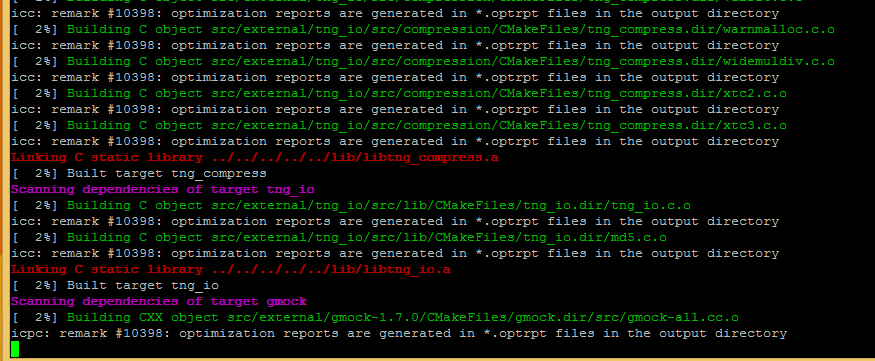 icc: remark #10398: optimization reports are generated in *.optrpt files in the output directory
[  2%] Building C object src/external/tng_io/src/compression/CMakeFiles/tng_compress.dir/warnmalloc.c.o
icc: remark #10398: optimization reports are generated in *.optrpt files in the output directory
[  2%] Building C object src/external/tng_io/src/compression/CMakeFiles/tng_compress.dir/widemuldiv.c.o
icc: remark #10398: optimization reports are generated in *.optrpt files in the output directory
[  2%] Building C object src/external/tng_io/src/compression/CMakeFiles/tng_compress.dir/xtc2.c.o
icc: remark #10398: optimization reports are generated in *.optrpt files in the output directory
[  2%] Building C object src/external/tng_io/src/compression/CMakeFiles/tng_compress.dir/xtc3.c.o
icc: remark #10398: optimization reports are generated in *.optrpt files in the output directory
Linking C static library ../../../../../lib/libtng_compress.a
[  2%] Built target tng_compress
Scanning dependencies of target tng_io
[  2%] Building C object src/external/tng_io/src/lib/CMakeFiles/tng_io.dir/tng_io.c.o
icc: remark #10398: optimization reports are generated in *.optrpt files in the output directory
[  2%] Building C object src/external/tng_io/src/lib/CMakeFiles/tng_io.dir/md5.c.o
icc: remark #10398: optimization reports are generated in *.optrpt files in the output directory
Linking C static library ../../../../../lib/libtng_io.a
[  2%] Built target tng_io
Scanning dependencies of target gmock
[  2%] Building CXX object src/external/gmock-1.7.0/CMakeFiles/gmock.dir/src/gmock-all.cc.o
icpc: remark #10398: optimization reports are generated in *.optrpt files in the output directory